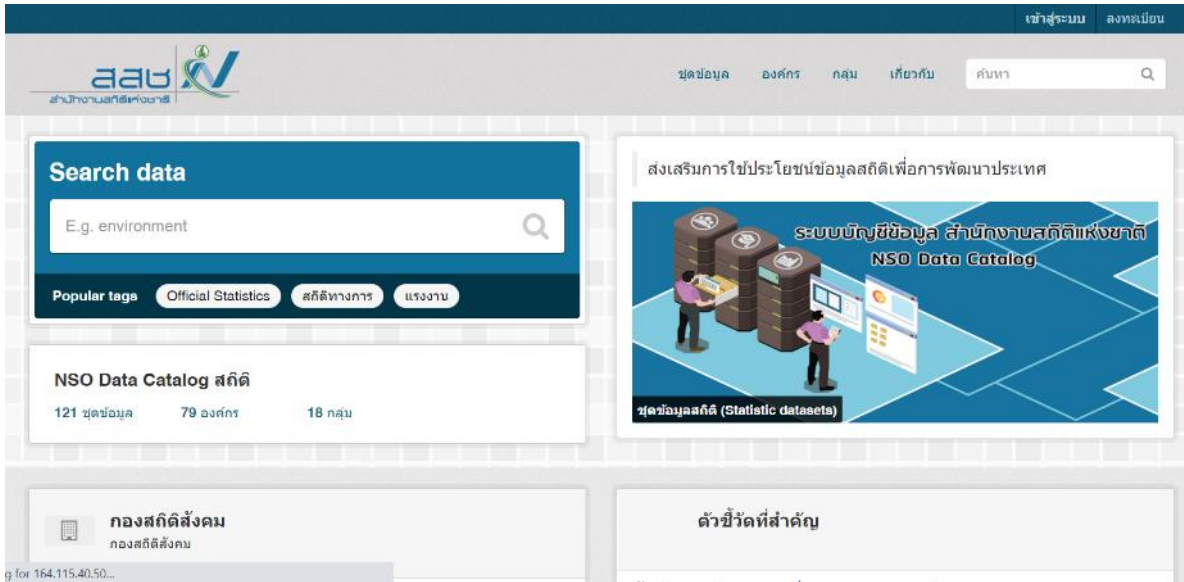 เข้าสู่ระบบ ลงทะเบียน
สสช
สำนักงานสถิติแห่งชาติ
ชุดข้อมูล องค์กร กลุ่ม เกี่ยวกับ ค้นหา
Search data
E.g. environment
Popular tags Official Statistics สถิติทางการ แรงงาน
NSO Data Catalog สถิติ
121 ชุดข้อมูล 79 องค์กร 18 กลุ่ม
ส่งเสริมการใช้ประโยชน์ข้อมูลสถิติเพื่อการพัฒนาประเทศ
ระบบบัญชีข้อมูล สำนักงานสถิติแห่งชาติ
NSO Data Catalog
ชุดข้อมูลสถิติ (Statistic datasets)
กองสถิติสังคม
กองสถิติสังคม
ตัวชี้วัดที่สำคัญ
g for 164.115.40.50...